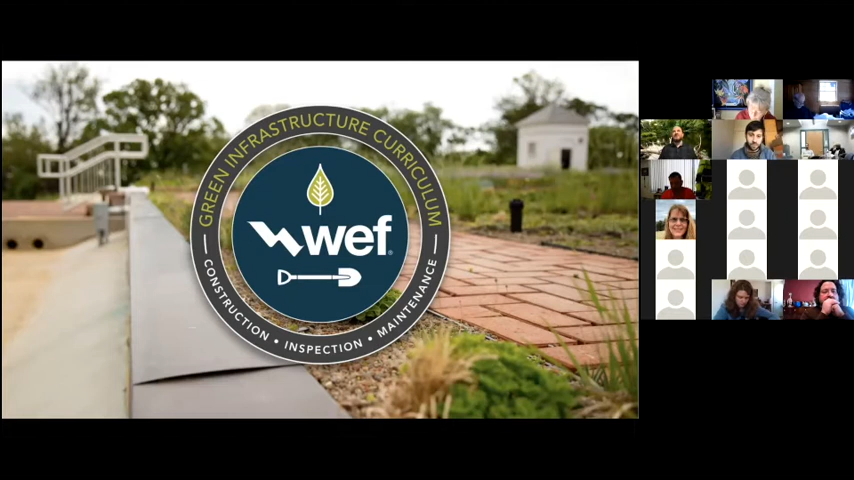 GREEN INFRASTRUCTURE CURRICULUM
wef®
CONSTRUCTION • INSPECTION • MAINTENANCE